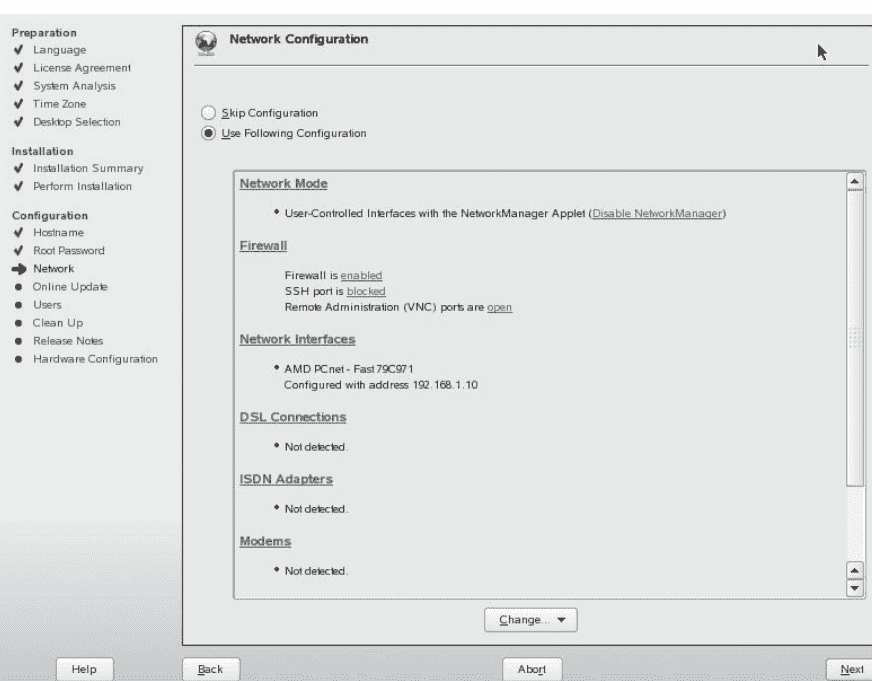 Preparation
Language
License Agreement
System Analysis
Time Zone
Desktop Selection
Installation
Installation Summary
Perform Installation
Configuration
Hostname
Root Password
Network
Online Update
Users
Clean Up
Release Notes
Hardware Configuration
Network Configuration
Skip Configuration
Use Following Configuration
Network Mode
• User-Controlled Interfaces with the NetworkManager Applet (Disable NetworkManager)
Firewall
Firewall is enabled
SSH port is blocked
Remote Administration (VNC) ports are open
Network Interfaces
• AMD PCnet - Fast 79C971
Configured with address 192.168.1.10
DSL Connections
• Not detected.
ISDN Adapters
• Not detected.
Modems
• Not detected.
Change...
Help
Back
Abort
Next